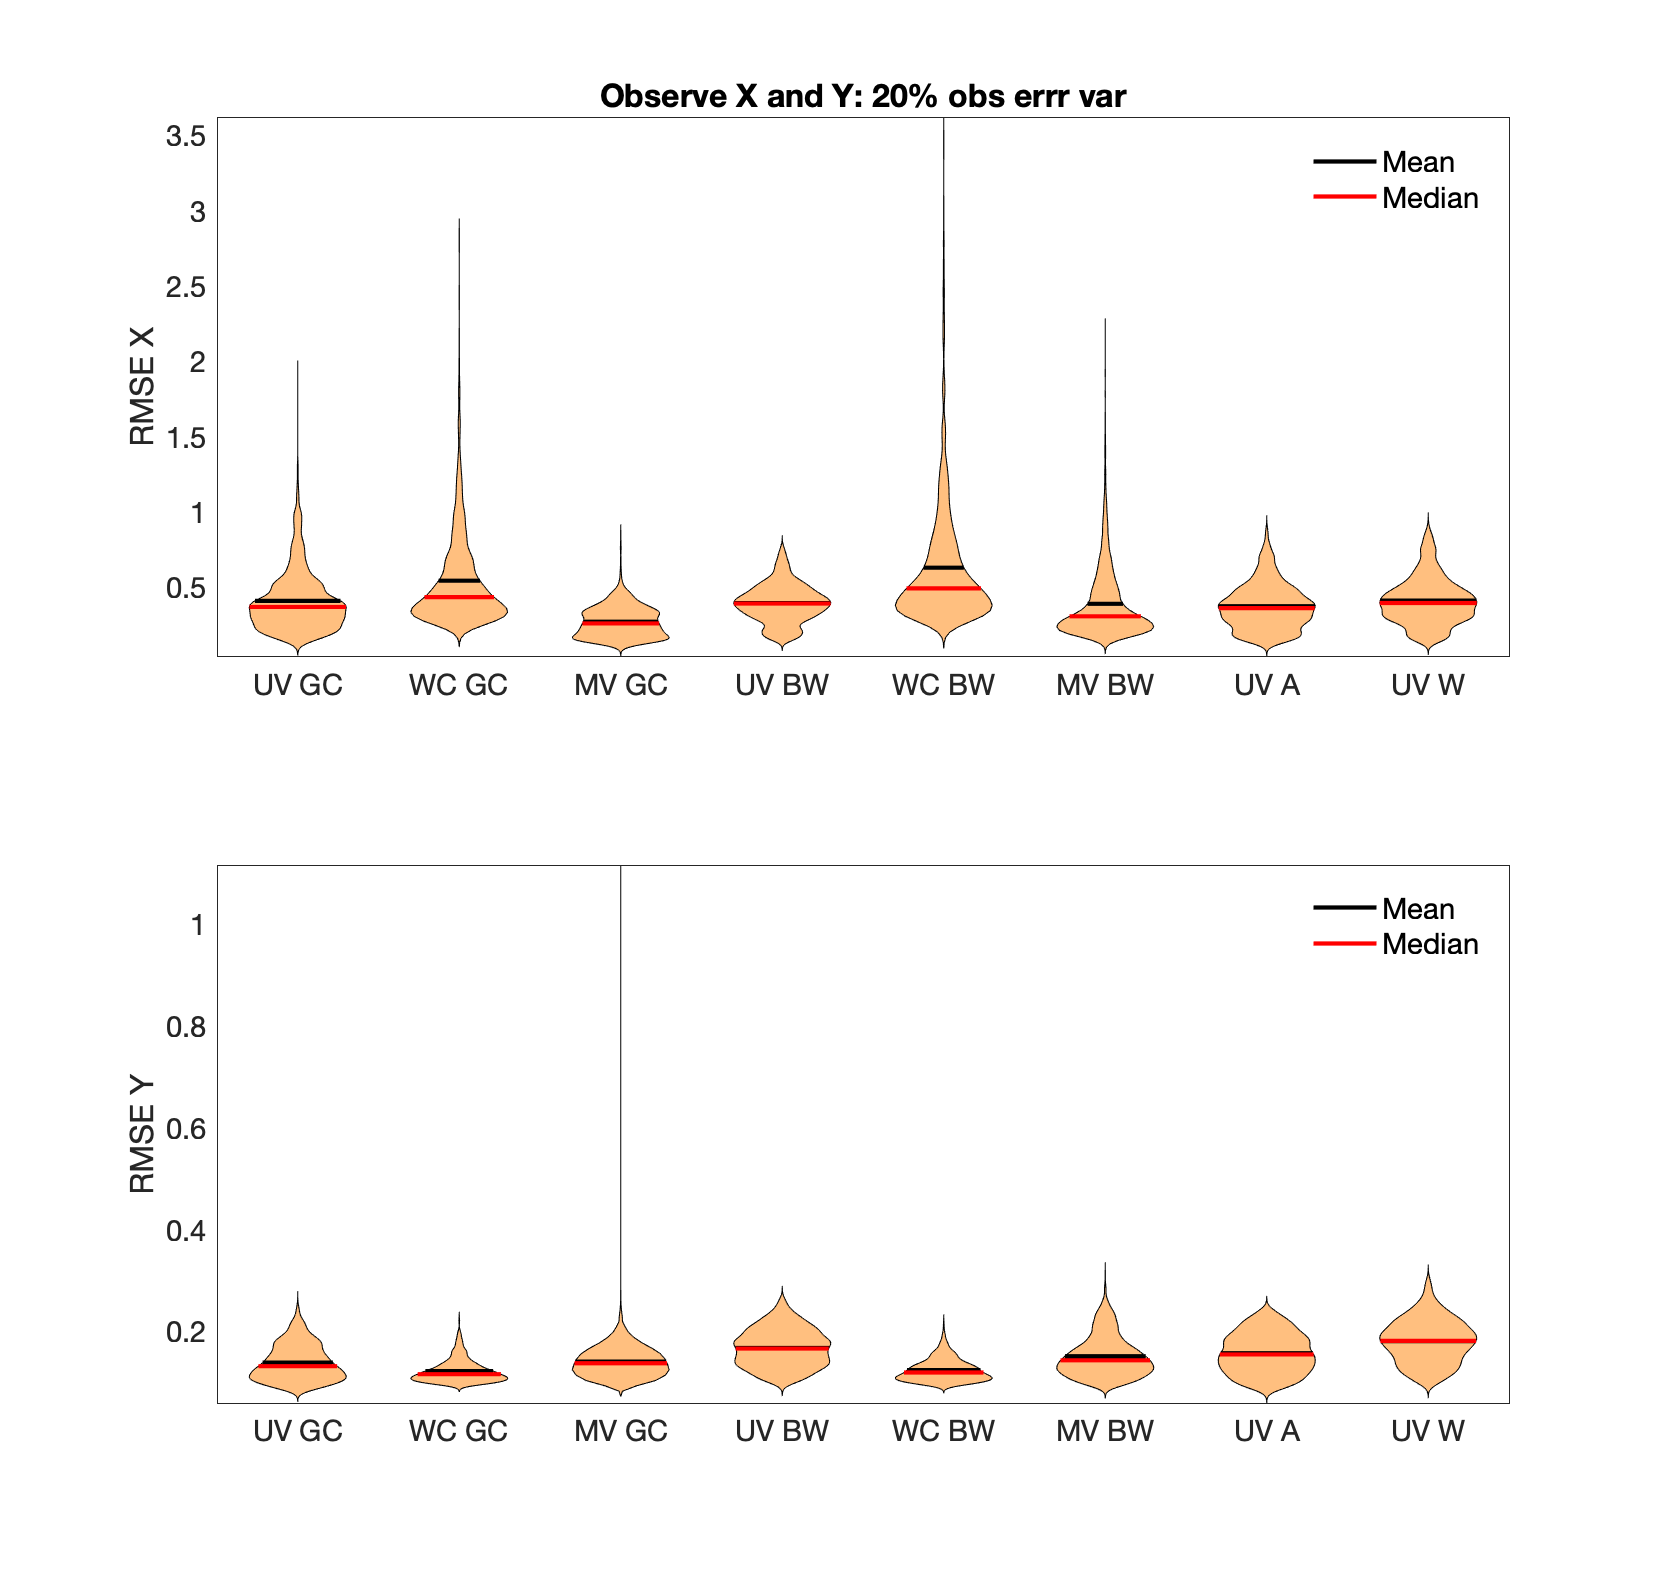 Observe X and Y: 20% obs errr var
3.5
3
2.5
2
1.5
1
0.5
RMSE X
Mean
Median
UV GC WC GC MV GC UV BW WC BW MV BW UV A UV W
1
0.8
0.6
0.4
0.2
RMSE Y
Mean
Median
UV GC WC GC MV GC UV BW WC BW MV BW UV A UV W